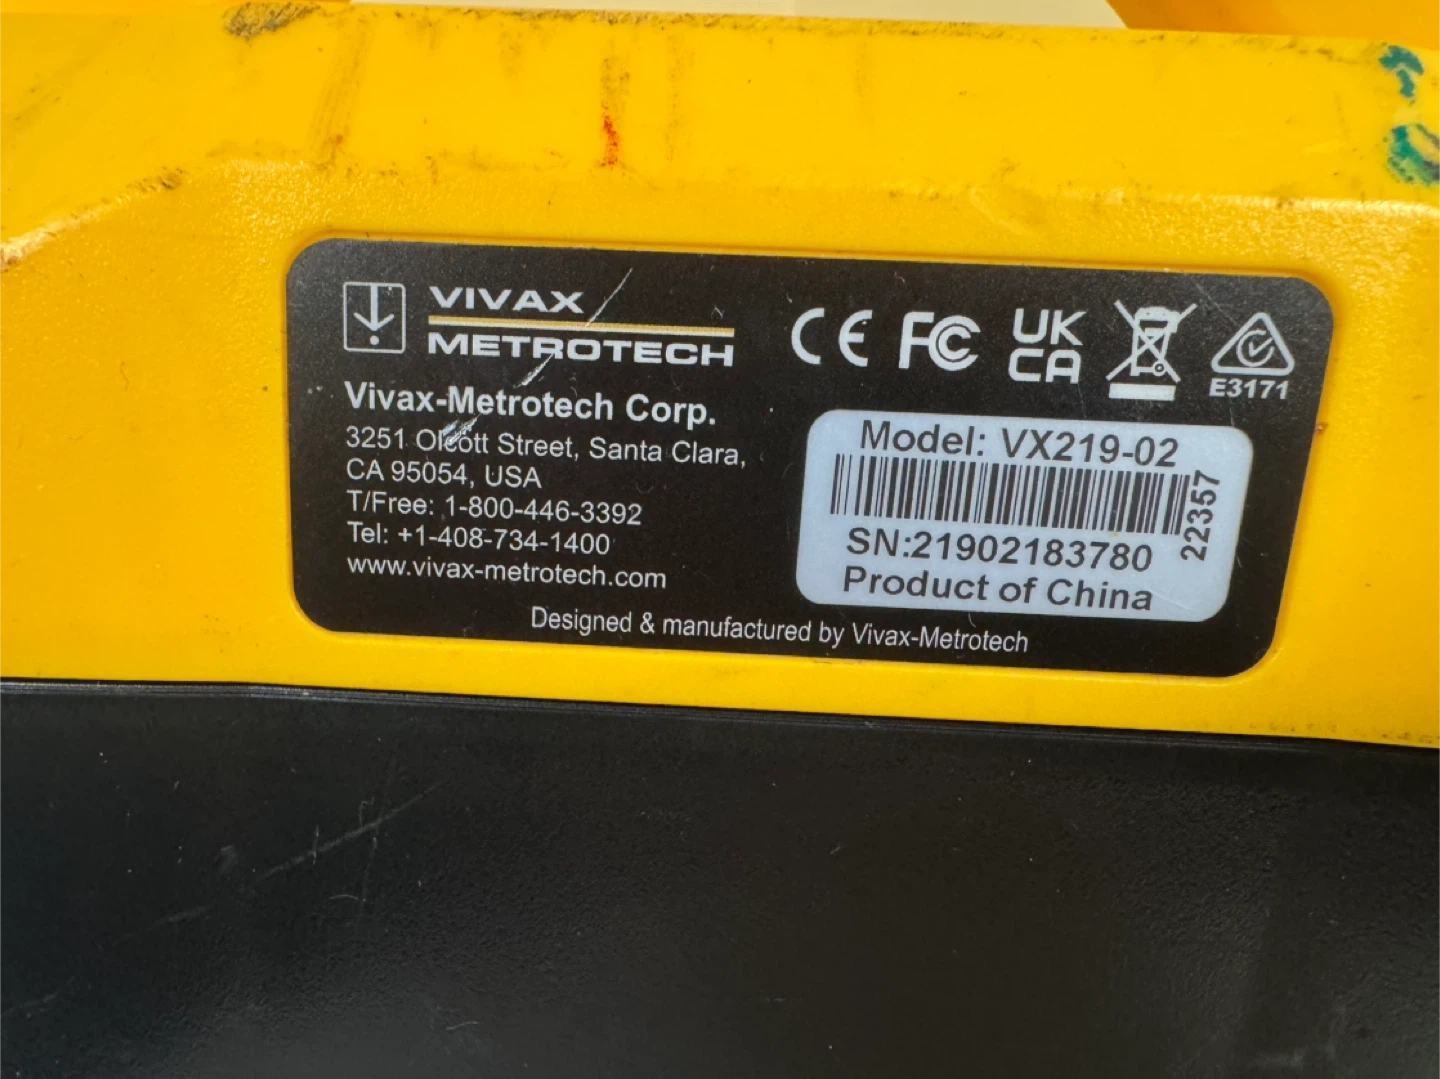 VIVAX
METROTECH
CE FC UK
CA
E3171
Vivax-Metrotech Corp.
3251 Olcott Street, Santa Clara,
CA 95054, USA
T/Free: 1-800-446-3392
Tel: +1-408-734-1400
www.vivax-metrotech.com
Model: VX219-02
22357
SN:21902183780
Product of China
Designed & manufactured by Vivax-Metrotech